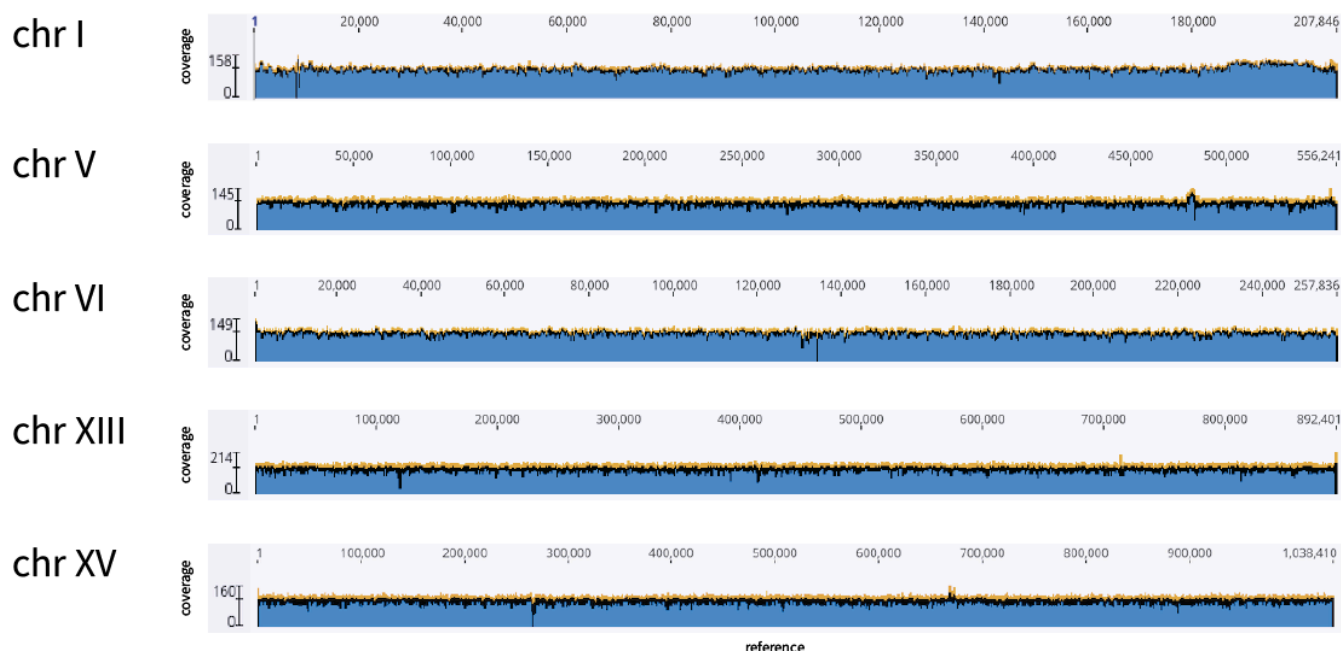 chr I
coverage
1 20,000 40,000 60,000 80,000 100,000 120,000 140,000 160,000 180,000 207,846
158
0
chr V
coverage
1 50,000 100,000 150,000 200,000 250,000 300,000 350,000 400,000 450,000 500,000 556,241
145
0
chr VI
coverage
1 20,000 40,000 60,000 80,000 100,000 120,000 140,000 160,000 180,000 200,000 220,000 240,000 257,836
149
0
chr XIII
coverage
1 100,000 200,000 300,000 400,000 500,000 600,000 700,000 800,000 892,401
214
0
chr XV
coverage
1 100,000 200,000 300,000 400,000 500,000 600,000 700,000 800,000 900,000 1,038,410
160
0
reference